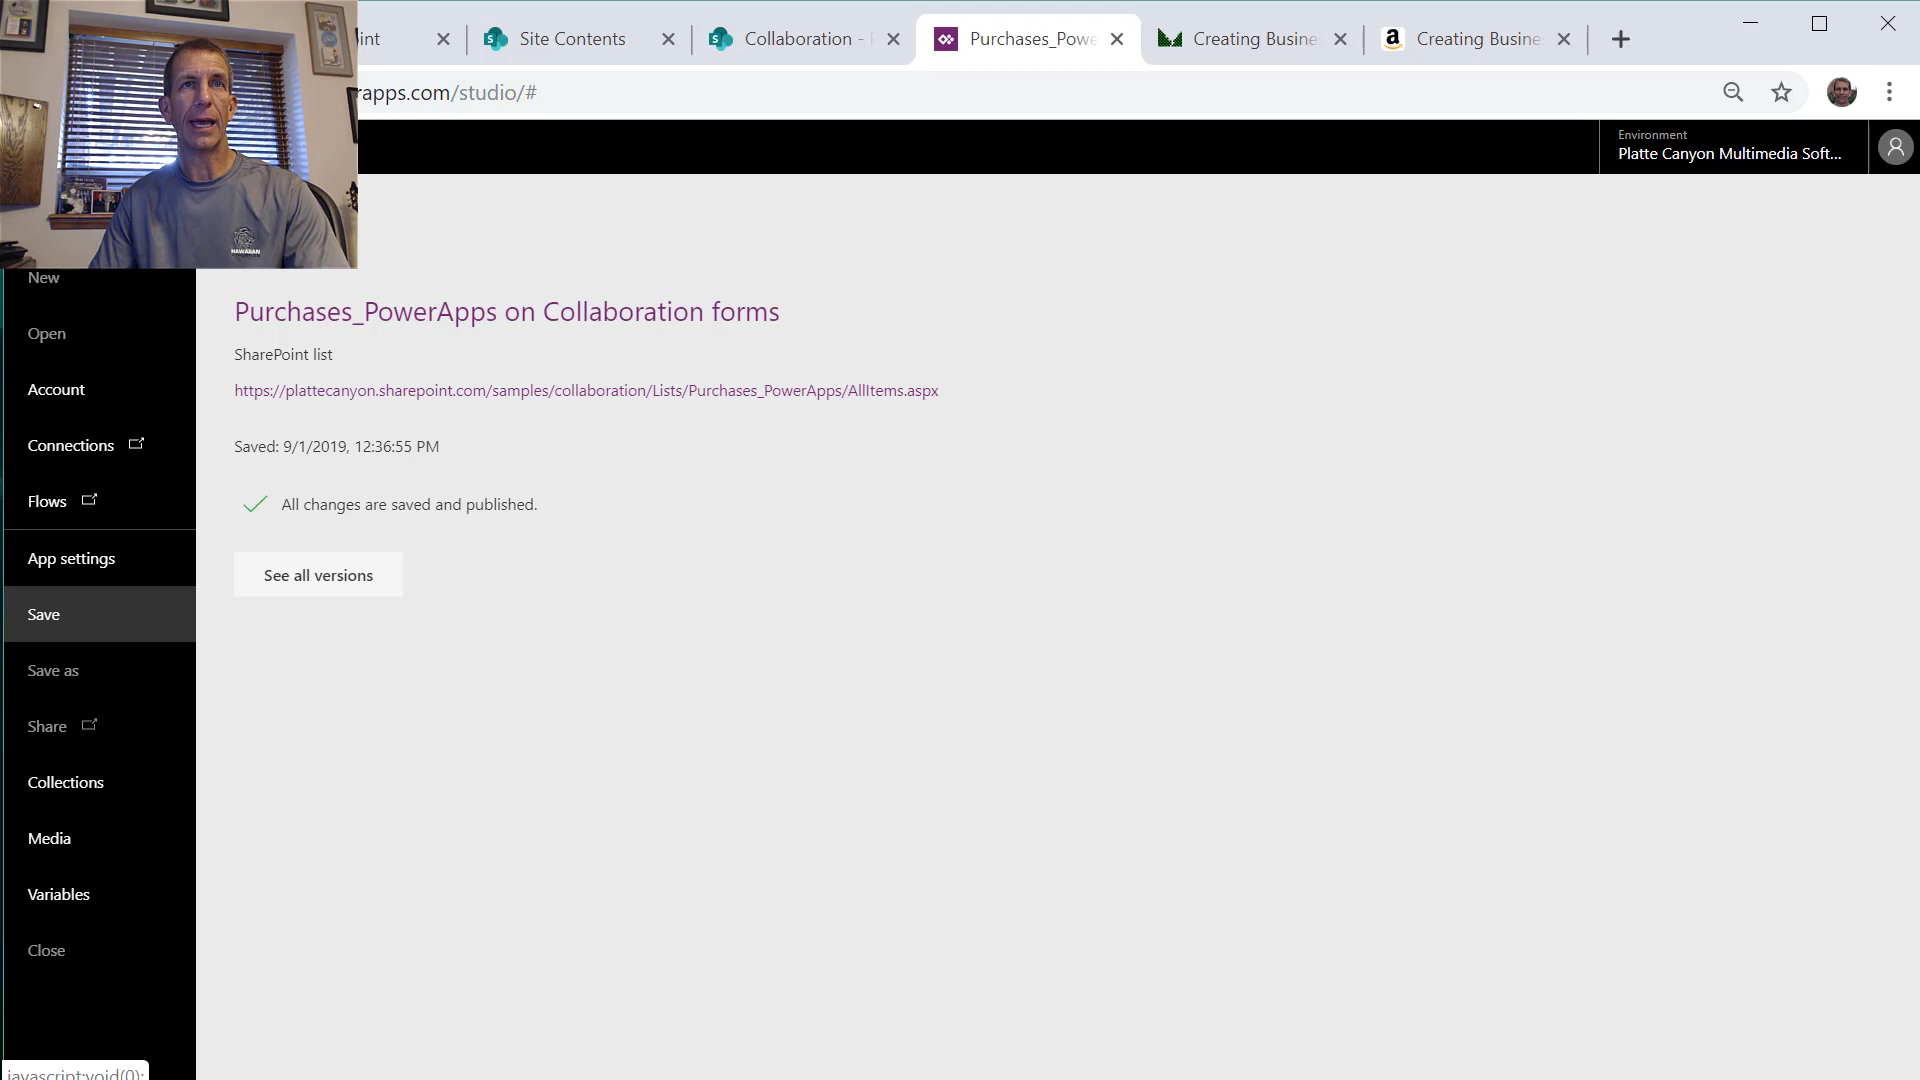 int
Site Contents
Collaboration -
Purchases_Powe
Creating Busine
Creating Busine
rapps.com/studio/#
Environment
Platte Canyon Multimedia Soft...
HAWAIIAN
New
Open
Account
Connections
Flows
App settings
Save
Save as
Share
Collections
Media
Variables
Close
Purchases_PowerApps on Collaboration forms
SharePoint list
https://plattecanyon.sharepoint.com/samples/collaboration/Lists/Purchases_PowerApps/AllItems.aspx
Saved: 9/1/2019, 12:36:55 PM
All changes are saved and published.
See all versions
javascript:void(0);